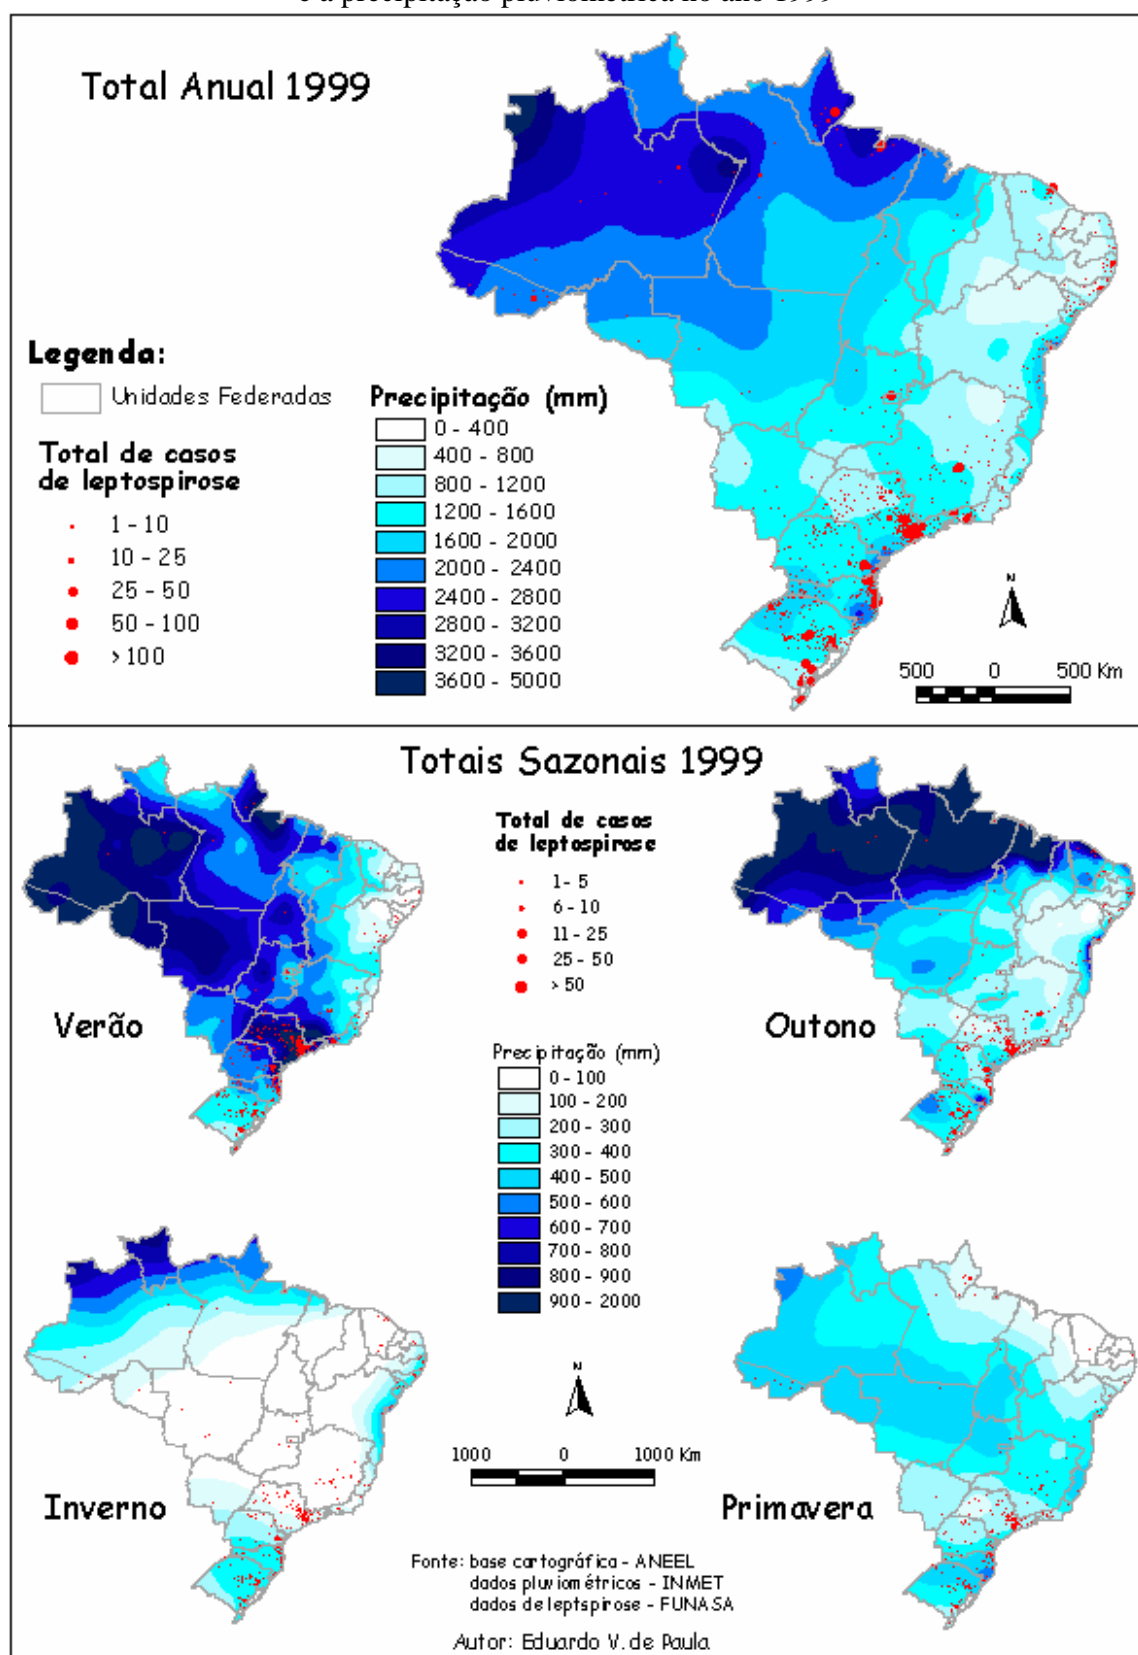 e a precipitação pluviométrica no ano 1999
Total Anual 1999
Legenda:
Unidades Federadas
Total de casos
de leptospirose
1 - 10
10 - 25
25 - 50
50 - 100
> 100
Precipitação (mm)
0 - 400
400 - 800
800 - 1200
1200 - 1600
1600 - 2000
2000 - 2400
2400 - 2800
2800 - 3200
3200 - 3600
3600 - 5000
N
500 0 500 Km
Totais Sazonais 1999
Total de casos
de leptospirose
1 - 5
6 - 10
11 - 25
25 - 50
> 50
Verão
Outono
Precipitação (mm)
0 - 100
100 - 200
200 - 300
300 - 400
400 - 500
500 - 600
600 - 700
700 - 800
800 - 900
900 - 2000
N
1000 0 1000 Km
Inverno
Primavera
Fonte: base cartográfica - ANEEL
dados pluviométricos - INMET
dados de leptspirose - FUNASA
Autor: Eduardo V. de Paula